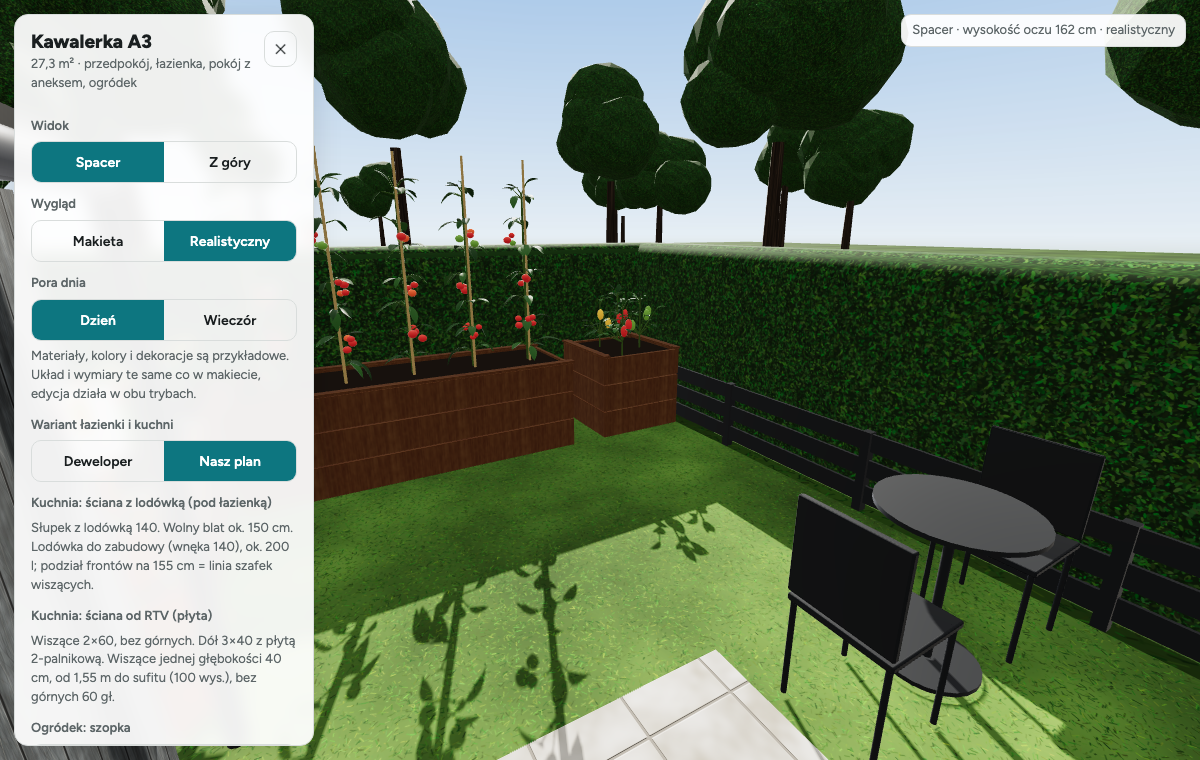 Kawalerka A3
27,3 m² · przedpokój, łazienka, pokój z
aneksem, ogródek
Widok
Spacer
Z góry
Wygląd
Makieta
Realistyczny
Pora dnia
Dzień
Wieczór
Materiały, kolory i dekoracje są przykładowe.
Układ i wymiary te same co w makiecie,
edycja działa w obu trybach.
Wariant łazienki i kuchni
Deweloper
Nasz plan
Kuchnia: ściana z lodówką (pod łazienką)
Słupek z lodówką 140. Wolny blat ok. 150 cm.
Lodówka do zabudowy (wnęka 140), ok. 200
l; podział frontów na 155 cm = linia szafek
wiszących.
Kuchnia: ściana od RTV (płyta)
Wiszące 2×60, bez górnych. Dół 3×40 z płytą
2-palnikową. Wiszące jednej głębokości 40
cm, od 1,55 m do sufitu (100 wys.), bez
górnych 60 gł.
Ogródek: szopka
Spacer · wysokość oczu 162 cm · realistyczny